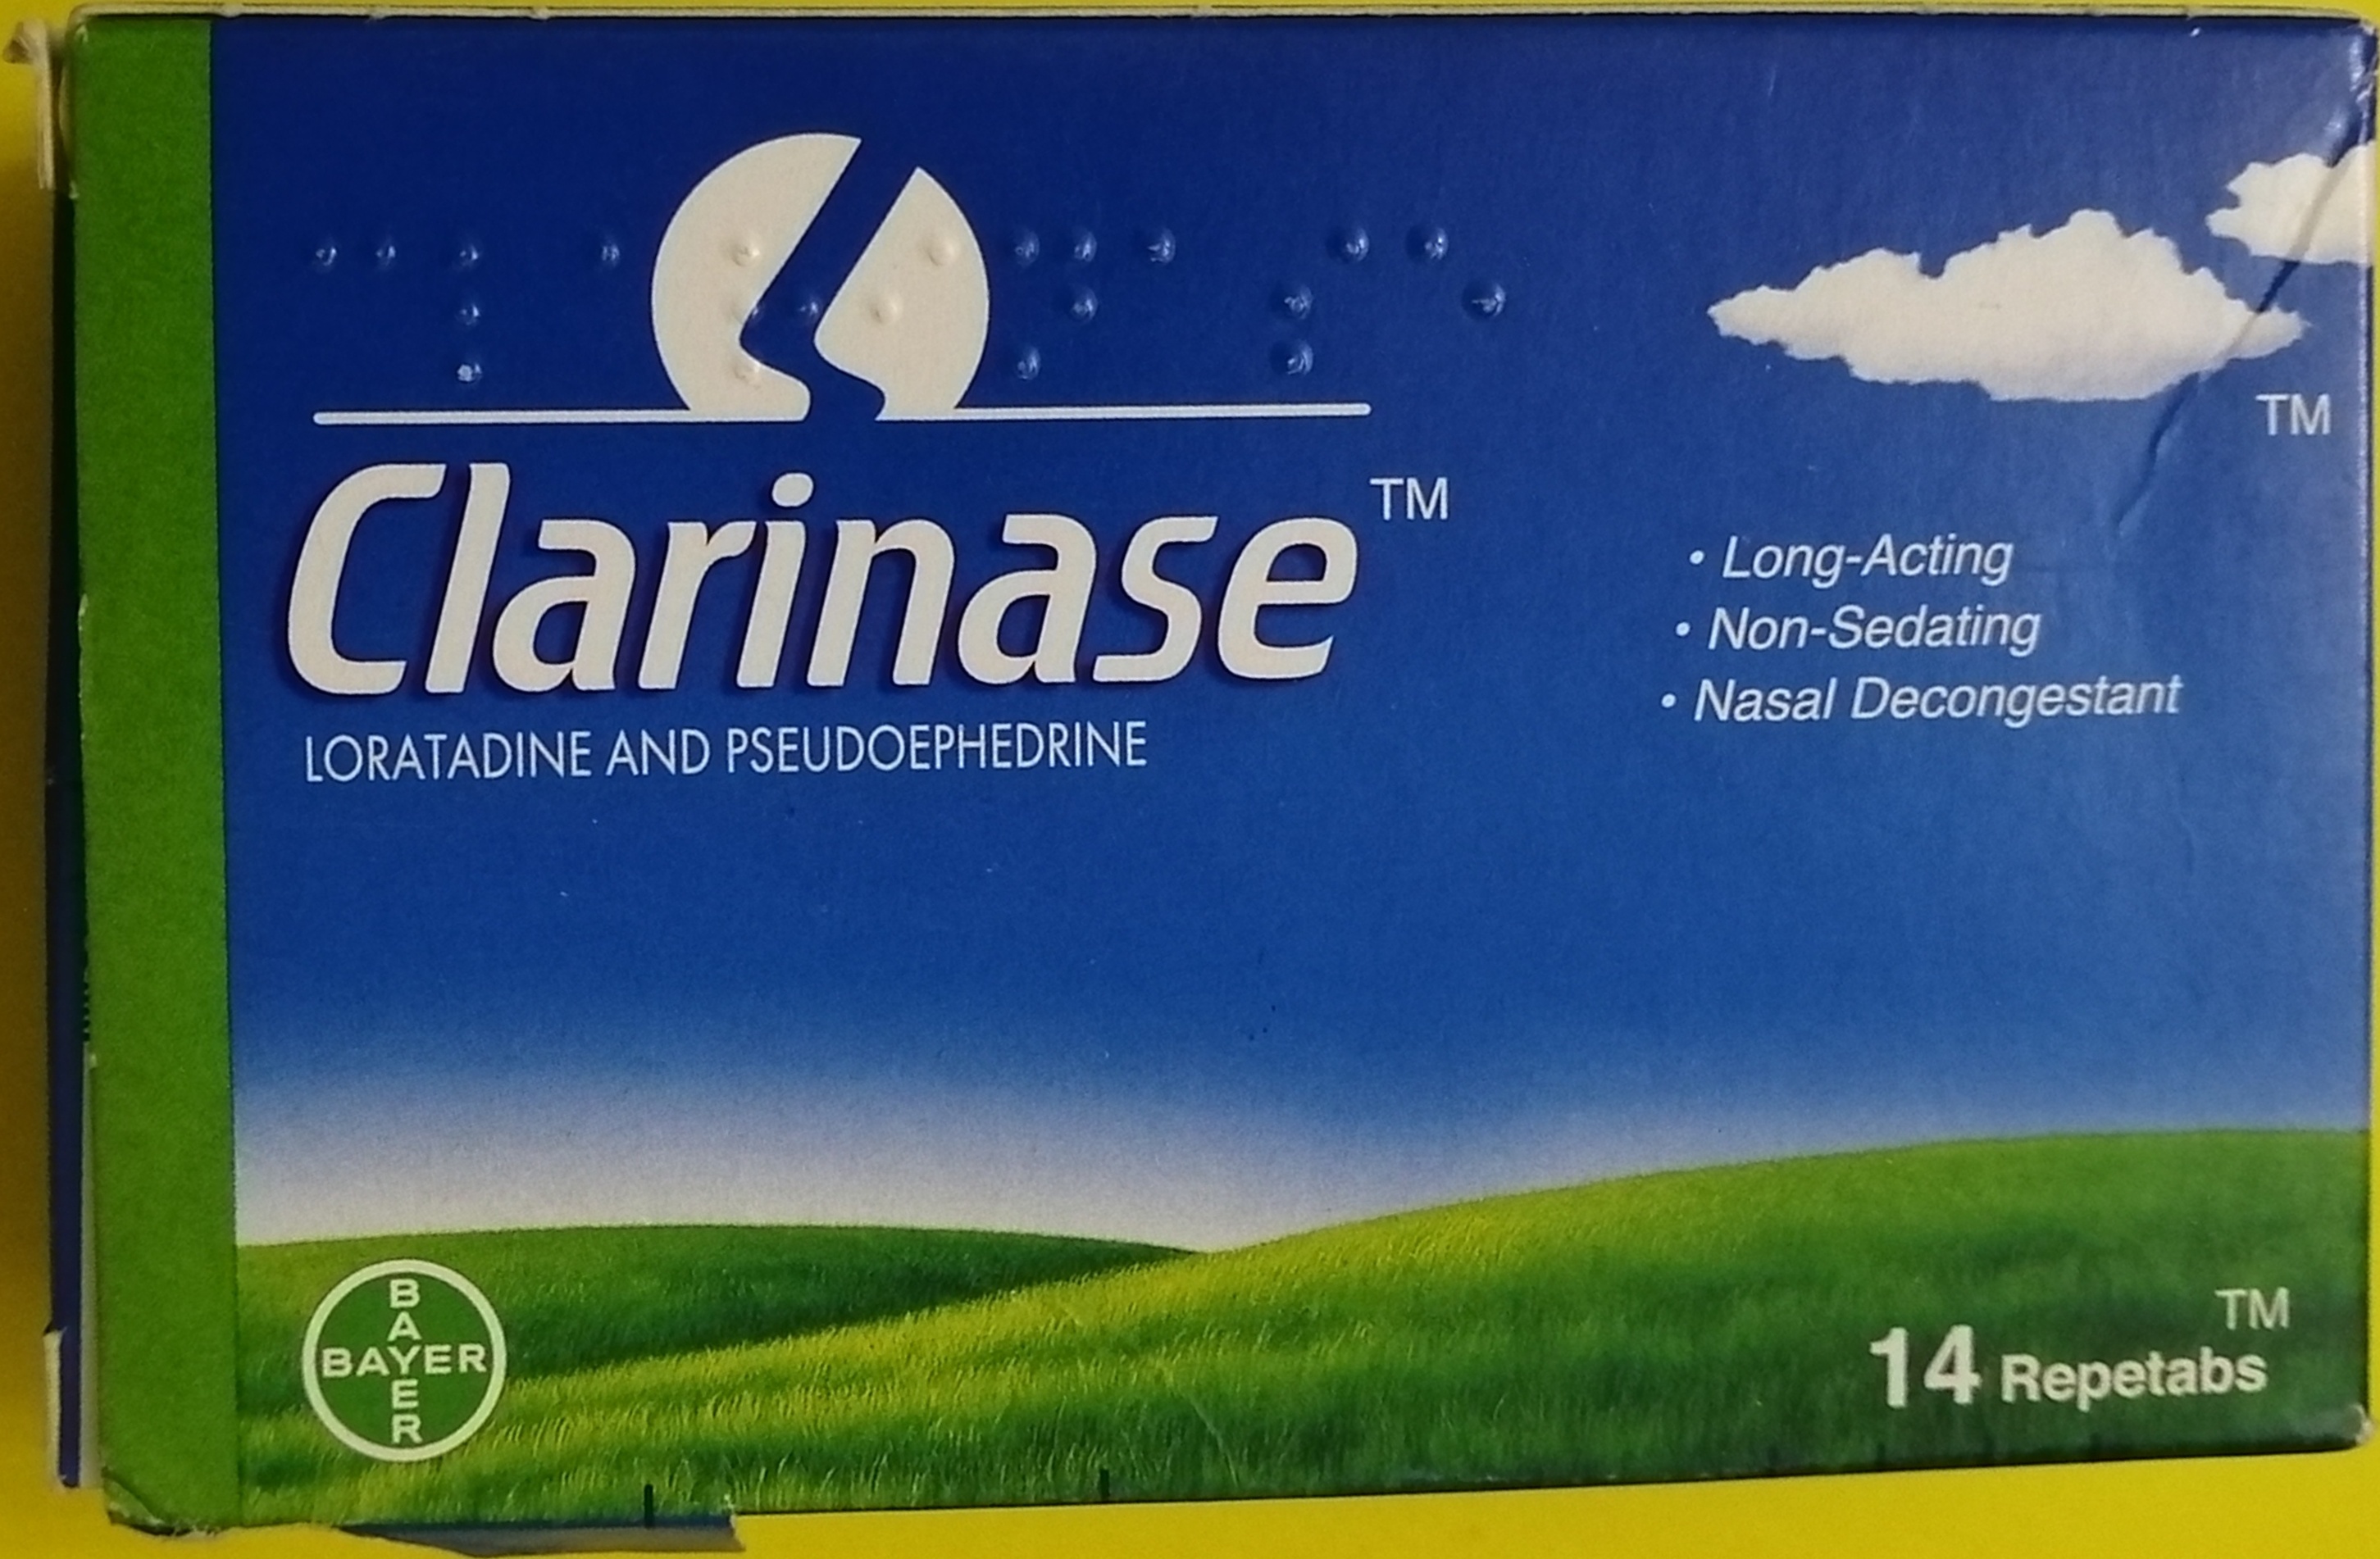 Clarinase™
LORATADINE AND PSEUDOEPHEDRINE
TM
• Long-Acting
• Non-Sedating
• Nasal Decongestant
BAYER
BAYER
14 Repetabs™